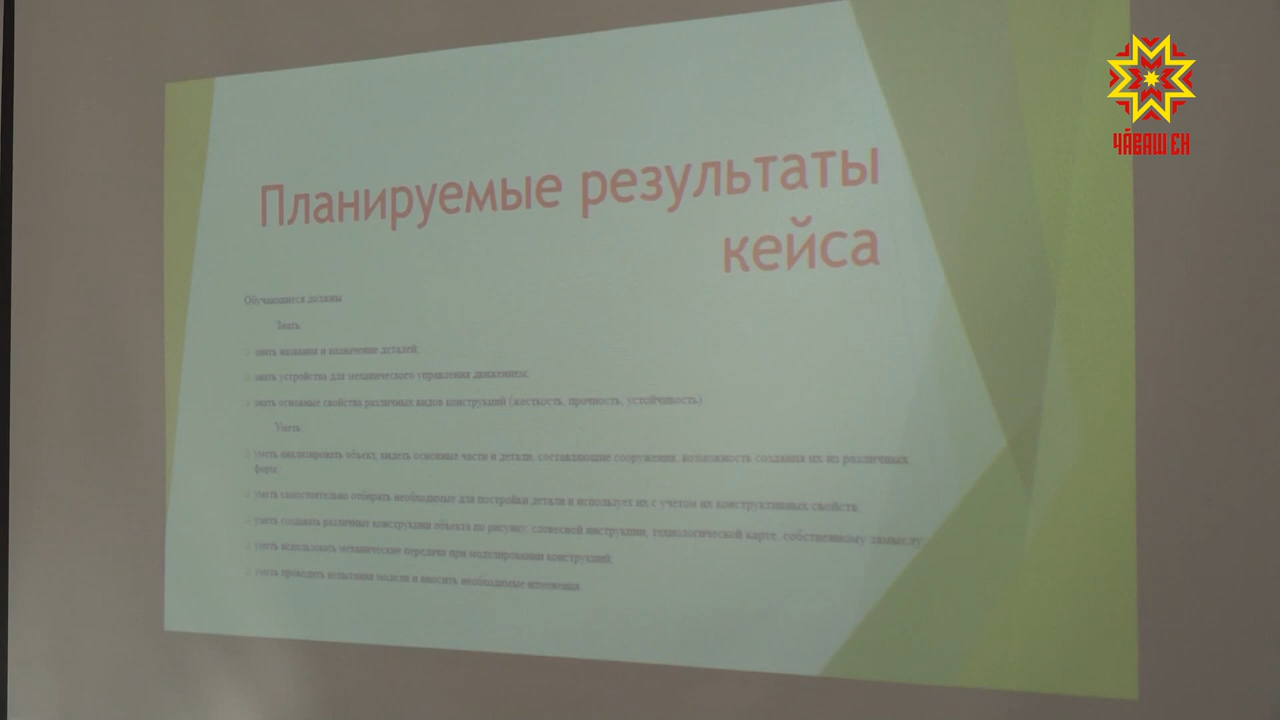 ЧӐВАШ ЕН
Планируемые результаты
кейса
Обучающиеся должны
Знать:
знать названия и назначение деталей;
знать устройства для механического управления движением;
знать основные свойства различных видов конструкций (жесткость, прочность, устойчивость)
Уметь:
уметь анализировать объект, видеть основные части и детали, составляющие сооружения, возможность создания их из различных
форм;
уметь самостоятельно отбирать необходимые для постройки детали и использует их с учетом их конструктивных свойств
уметь создавать различные конструкции объекта по рисунку, словесной инструкции, технологической карте, собственному замыслу
уметь использовать механические передачи при моделировании конструкций;
уметь проводить испытания модели и вносить необходимые изменения